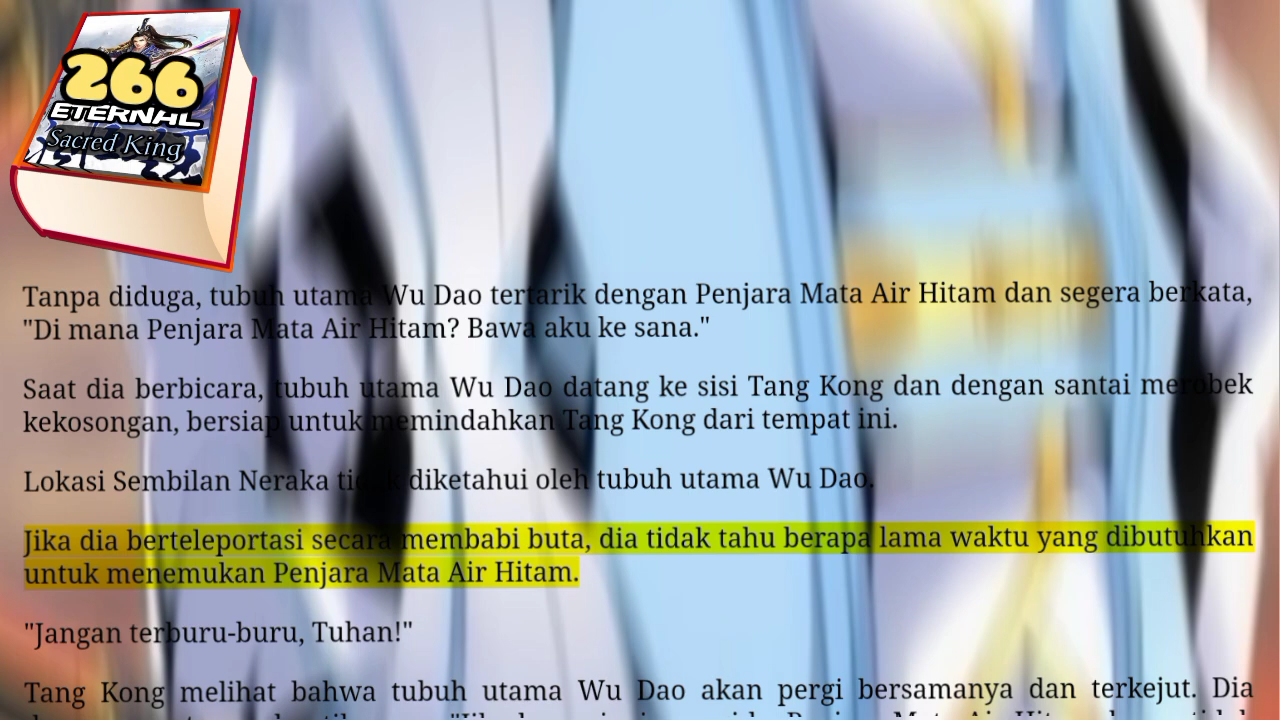 266
ETERNAL
Sacred King
Tanpa diduga, tubuh utama Wu Dao tertarik dengan Penjara Mata Air Hitam dan segera berkata,
"Di mana Penjara Mata Air Hitam? Bawa aku ke sana."
Saat dia berbicara, tubuh utama Wu Dao datang ke sisi Tang Kong dan dengan santai merobek
kekosongan, bersiap untuk memindahkan Tang Kong dari tempat ini.
Lokasi Sembilan Neraka tidak diketahui oleh tubuh utama Wu Dao.
Jika dia berteleportasi secara membabi buta, dia tidak tahu berapa lama waktu yang dibutuhkan
untuk menemukan Penjara Mata Air Hitam.
"Jangan terburu-buru, Tuhan!"
Tang Kong melihat bahwa tubuh utama Wu Dao akan pergi bersamanya dan terkejut. Dia